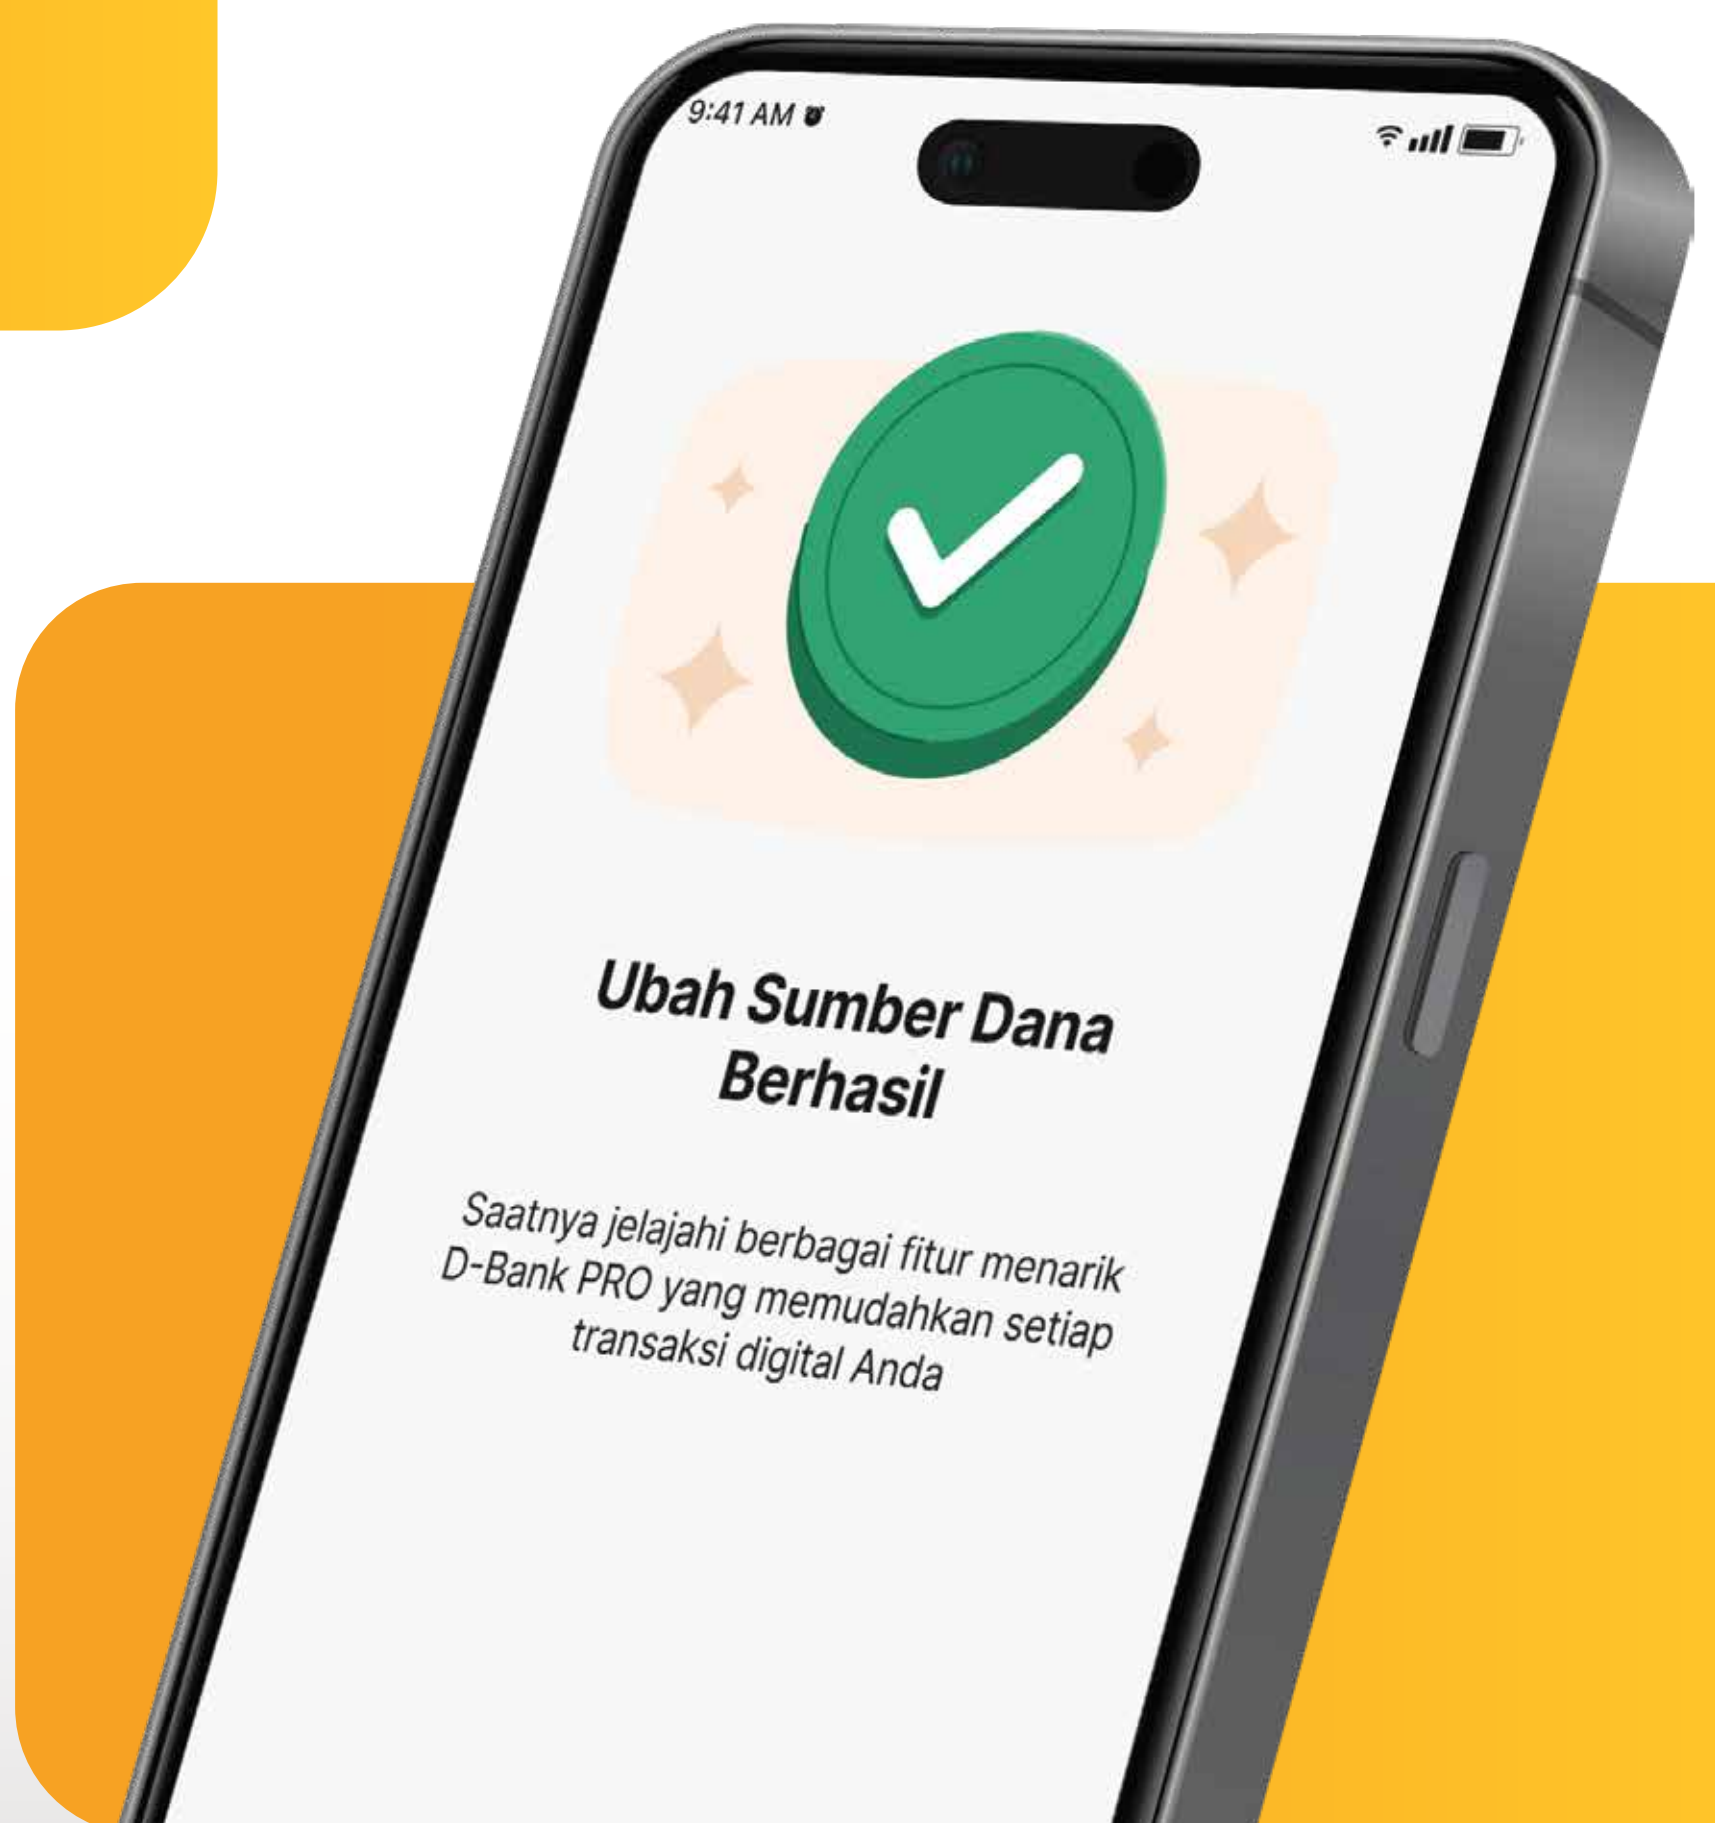 9:41 AM
Ubah Sumber Dana
Berhasil
Saatnya jelajahi berbagai fitur menarik
D-Bank PRO yang memudahkan setiap
transaksi digital Anda